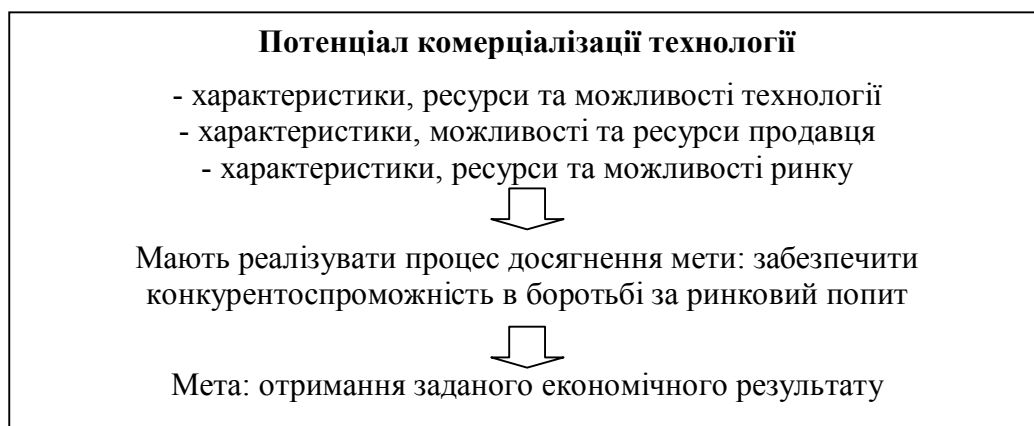 Потенціал комерціалізації технології
- характеристики, ресурси та можливості технології
- характеристики, можливості та ресурси продавця
- характеристики, ресурси та можливості ринку
Мають реалізувати процес досягнення мети: забезпечити
конкурентоспроможність в боротьбі за ринковий попит
Мета: отримання заданого економічного результату